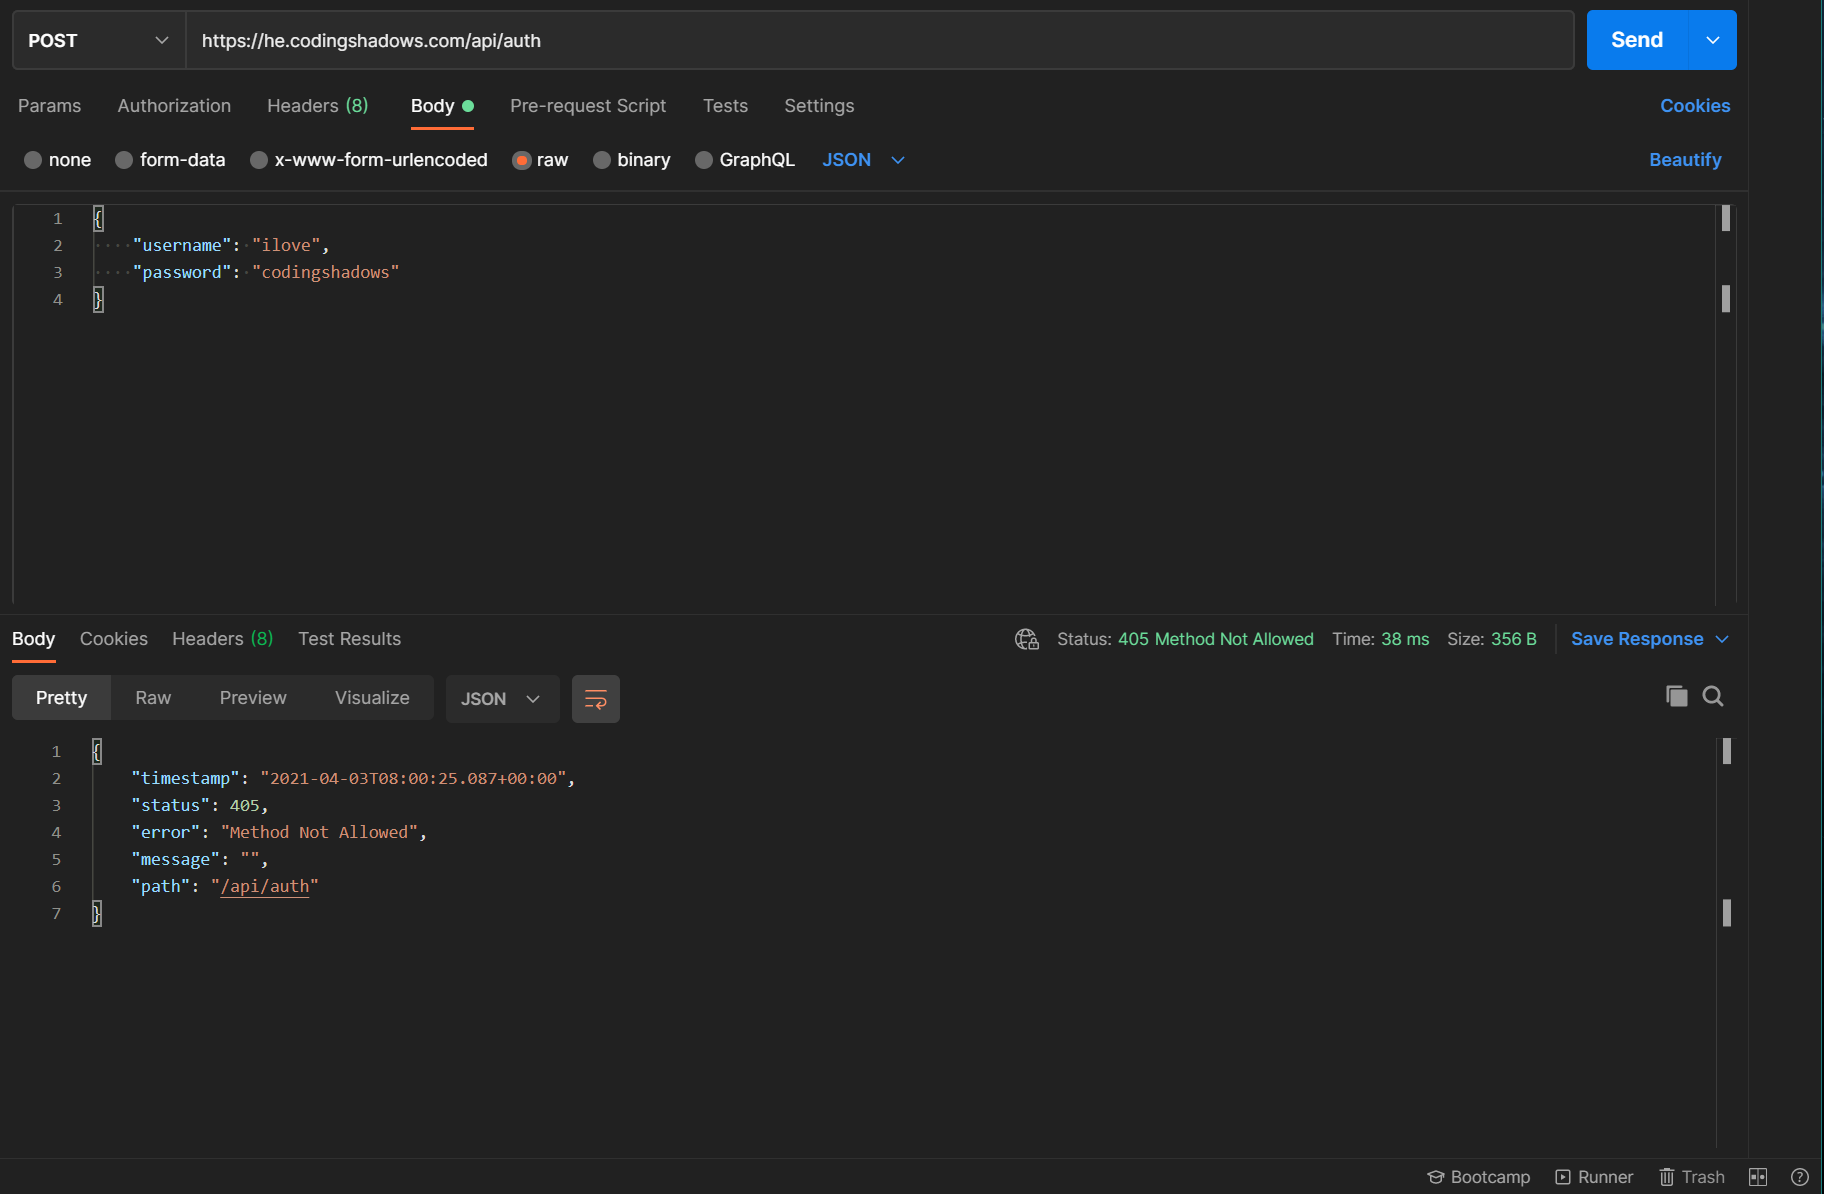 POST https://he.codingshadows.com/api/auth Send
Params Authorization Headers (8) Body Pre-request Script Tests Settings Cookies
none form-data x-www-form-urlencoded raw binary GraphQL JSON Beautify
1 {
2 "username": "ilove",
3 "password": "codingshadows"
4 }
Body Cookies Headers (8) Test Results Status: 405 Method Not Allowed Time: 38 ms Size: 356 B Save Response
Pretty Raw Preview Visualize JSON
1 {
2 "timestamp": "2021-04-03T08:00:25.087+00:00",
3 "status": 405,
4 "error": "Method Not Allowed",
5 "message": "",
6 "path": "/api/auth"
7 }
Bootcamp Runner Trash